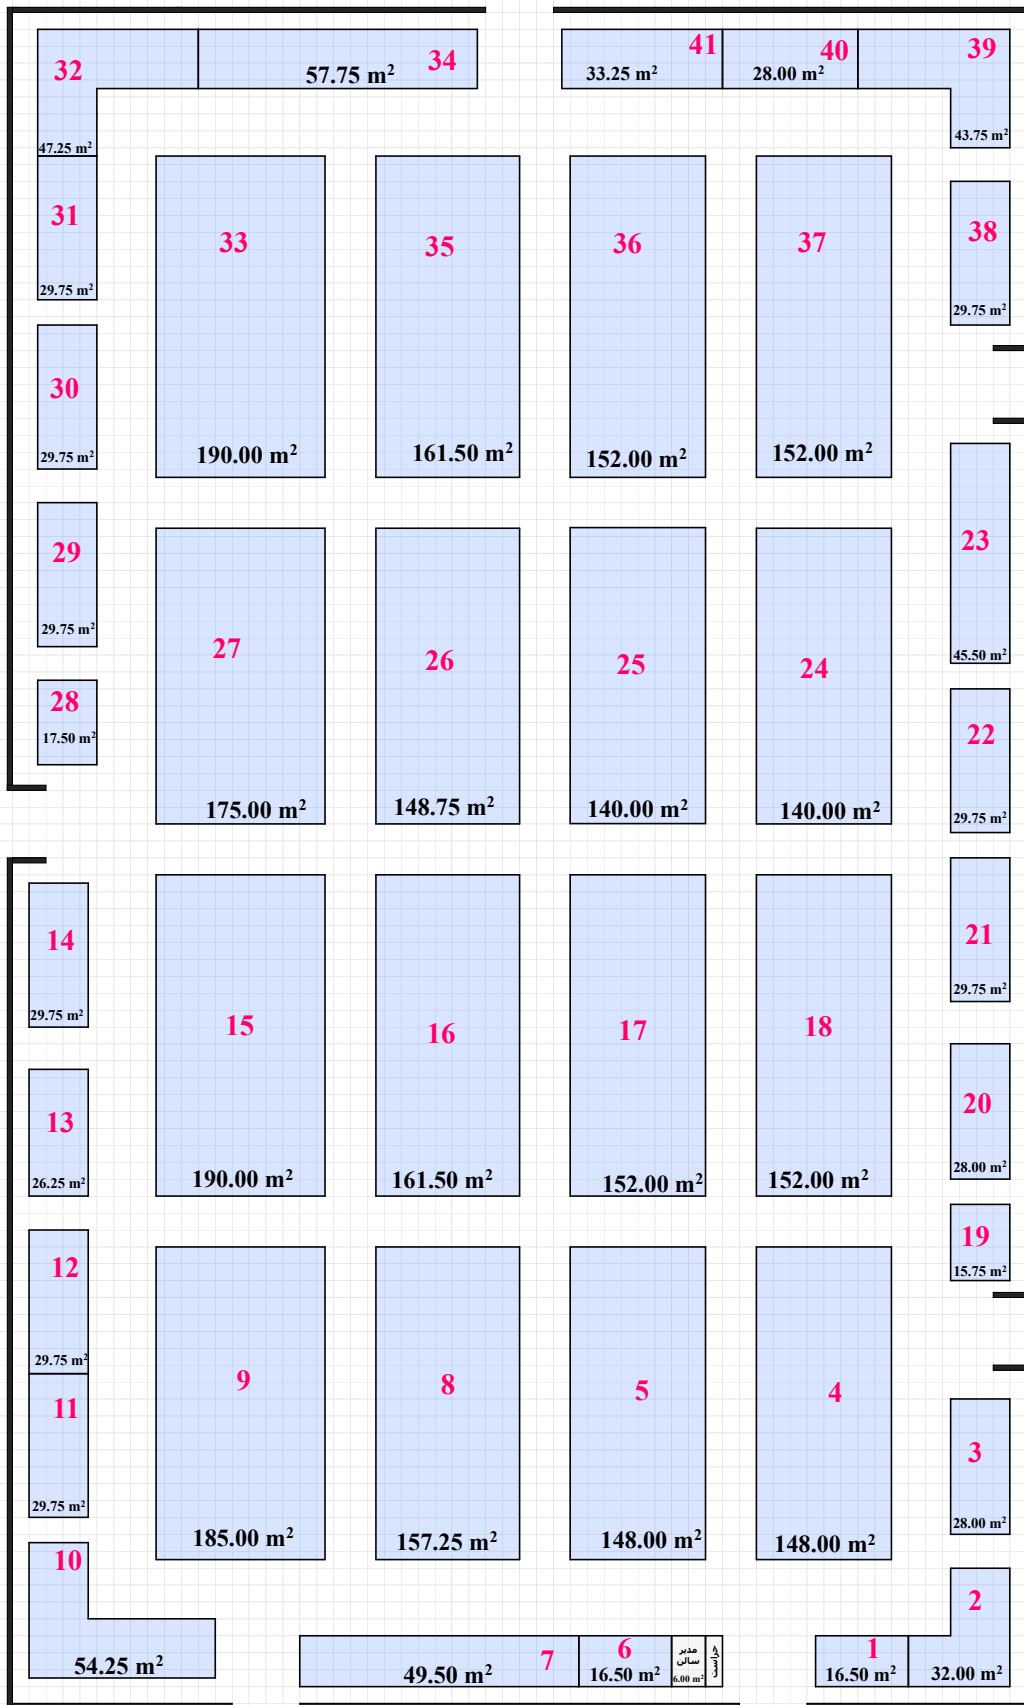 32
34
57.75 m²
41
33.25 m²
40
28.00 m²
39
43.75 m²
47.25 m²
31
29.75 m²
33
190.00 m²
35
161.50 m²
36
152.00 m²
37
152.00 m²
38
29.75 m²
30
29.75 m²
29
29.75 m²
28
17.50 m²
27
175.00 m²
26
148.75 m²
25
140.00 m²
24
140.00 m²
23
45.50 m²
22
29.75 m²
14
29.75 m²
15
190.00 m²
16
161.50 m²
17
152.00 m²
18
152.00 m²
21
29.75 m²
20
28.00 m²
19
15.75 m²
13
26.25 m²
12
29.75 m²
11
29.75 m²
9
185.00 m²
8
157.25 m²
5
148.00 m²
4
148.00 m²
3
28.00 m²
10
54.25 m²
7
49.50 m²
6
16.50 m²
مدیر
سالن
6.00 m²
حراست
1
16.50 m²
2
32.00 m²